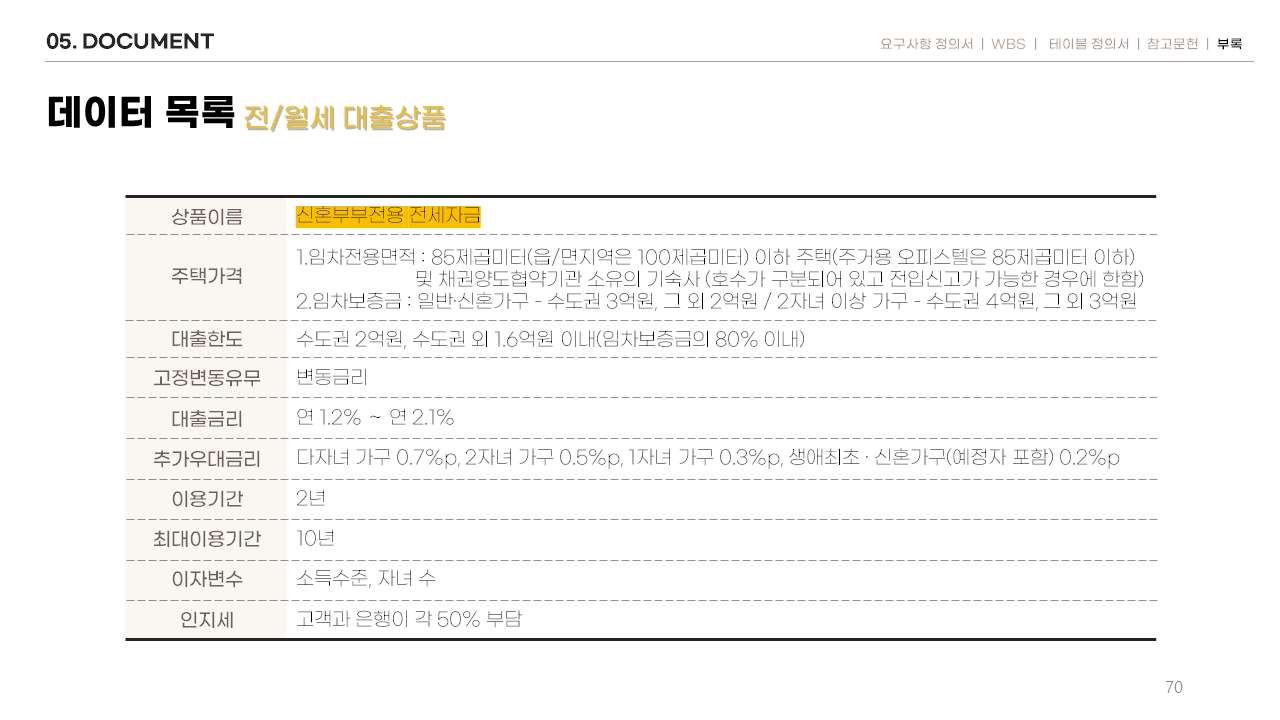 05. DOCUMENT
요구사항 정의서 | WBS | 테이블 정의서 | 참고문헌 | 부록
데이터 목록 전/월세 대출상품
상품이름 신혼부부전용 전세자금
주택가격 1.임차전용면적 : 85제곱미터(읍/면지역은 100제곱미터) 이하 주택(주거용 오피스텔은 85제곱미터 이하)
및 채권양도협약기관 소유의 기숙사 (호수가 구분되어 있고 전입신고가 가능한 경우에 한함)
2.임차보증금 : 일반·신혼가구 - 수도권 3억원, 그 외 2억원 / 2자녀 이상 가구 - 수도권 4억원, 그 외 3억원
대출한도 수도권 2억원, 수도권 외 1.6억원 이내(임차보증금의 80% 이내)
고정변동유무 변동금리
대출금리 연 1.2% ~ 연 2.1%
추가우대금리 다자녀 가구 0.7%p, 2자녀 가구 0.5%p, 1자녀 가구 0.3%p, 생애최초 · 신혼가구(예정자 포함) 0.2%p
이용기간 2년
최대이용기간 10년
이자변수 소득수준, 자녀 수
인지세 고객과 은행이 각 50% 부담
70